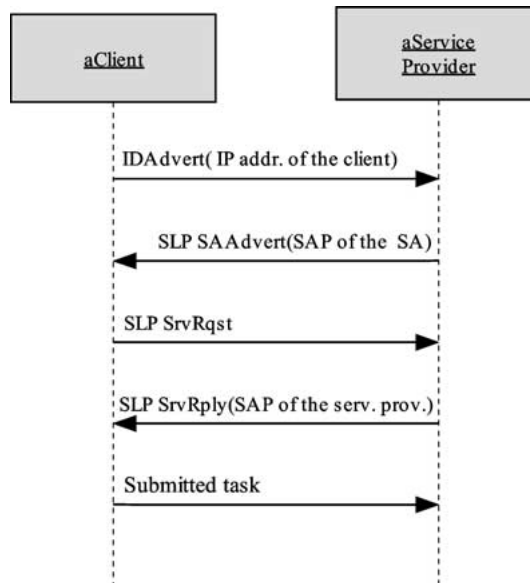 aClient
aService
Provider
IDAdvert( IP addr. of the client)
SLP SAAdvert(SAP of the SA)
SLP SrvRqst
SLP SrvRply(SAP of the serv. prov.)
Submitted task